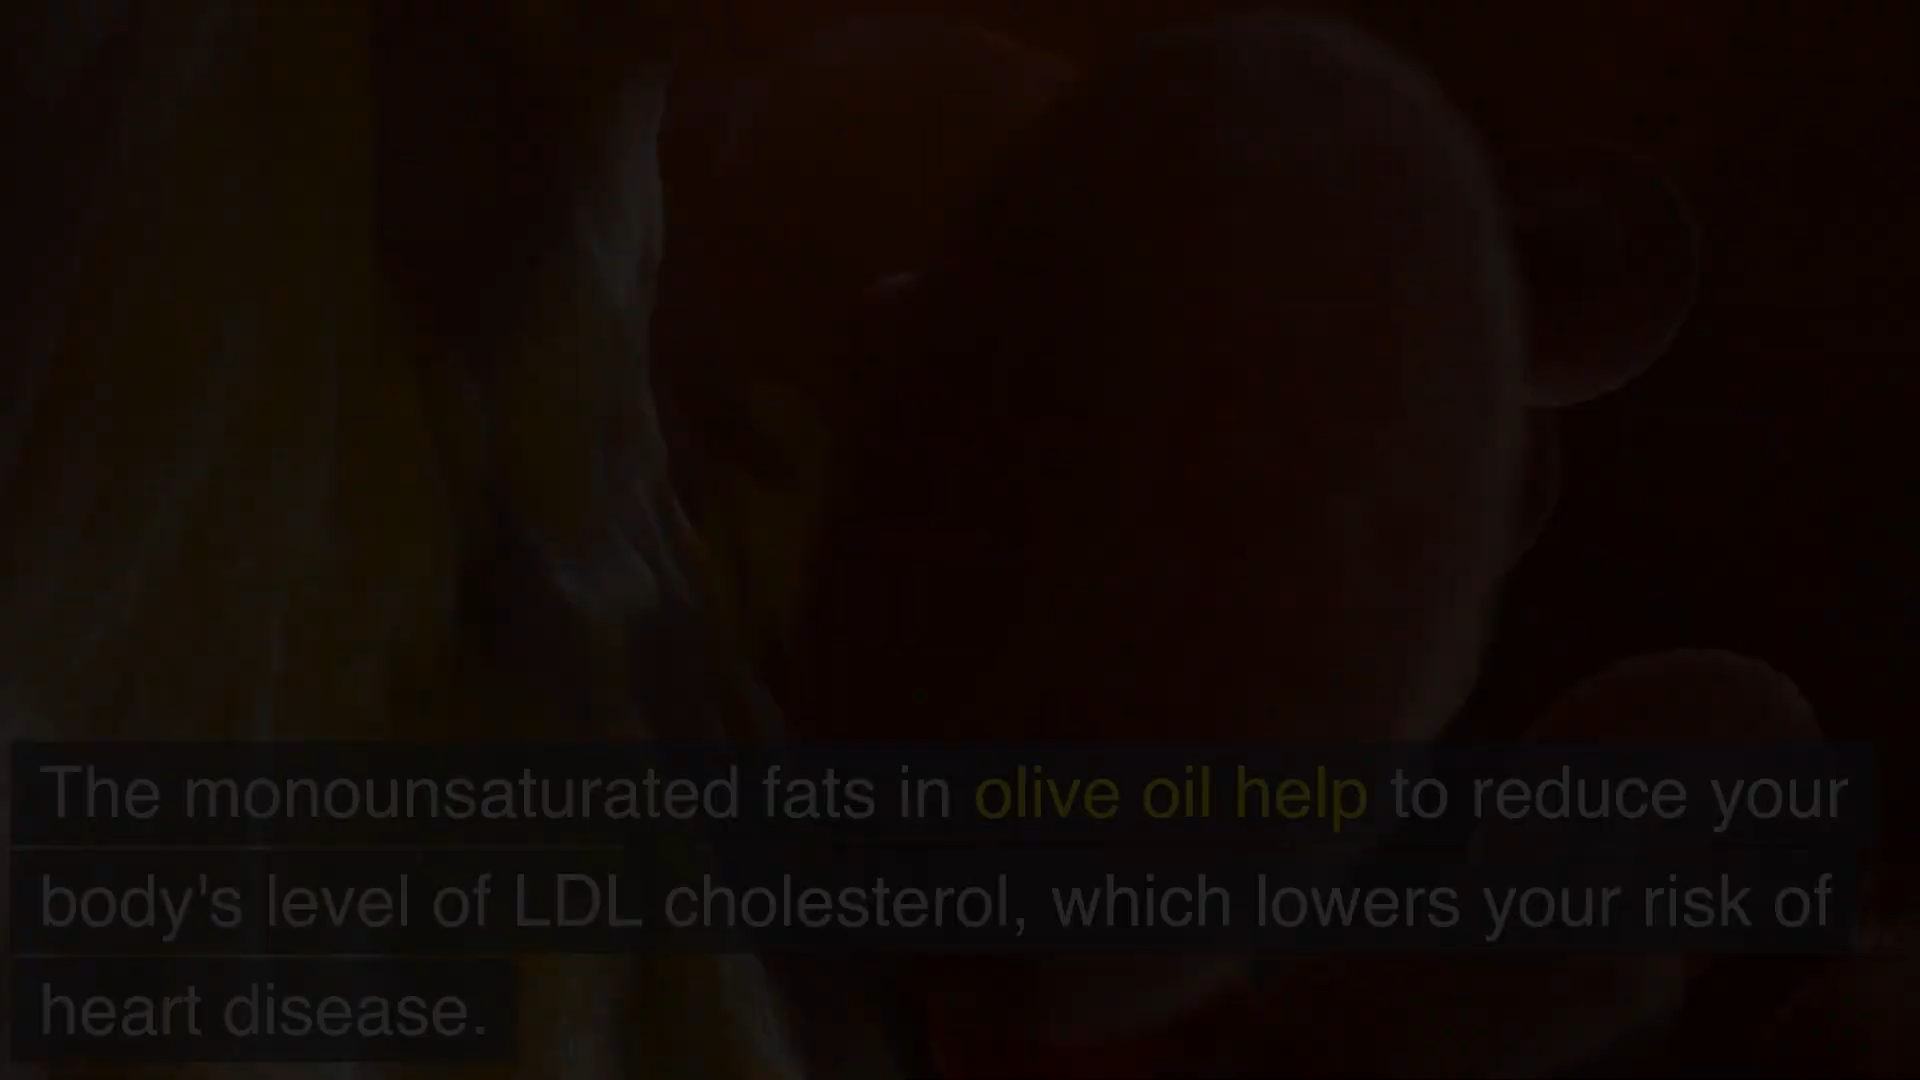 The monounsaturated fats in olive oil help to reduce your
body's level of LDL cholesterol, which lowers your risk of
heart disease.